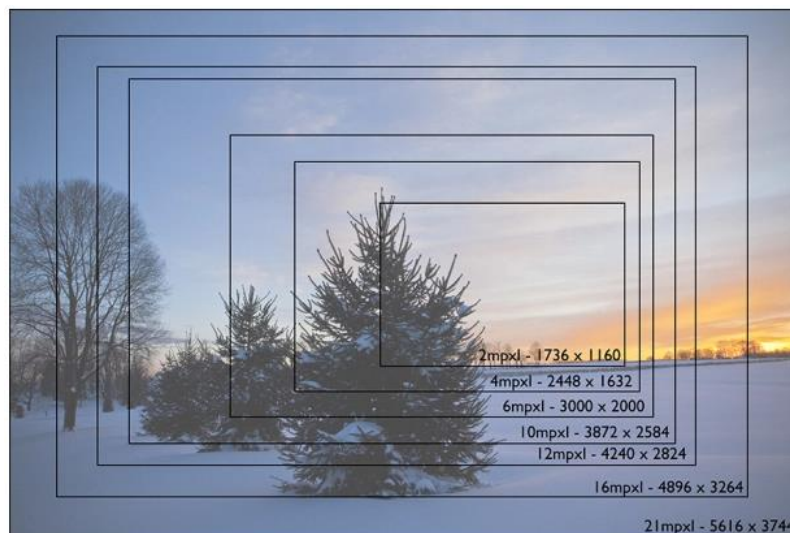 2mpxl - 1736 x 1160
4mpxl - 2448 x 1632
6mpxl - 3000 x 2000
10mpxl - 3872 x 2584
12mpxl - 4240 x 2824
16mpxl - 4896 x 3264
21mpxl - 5616 x 3744